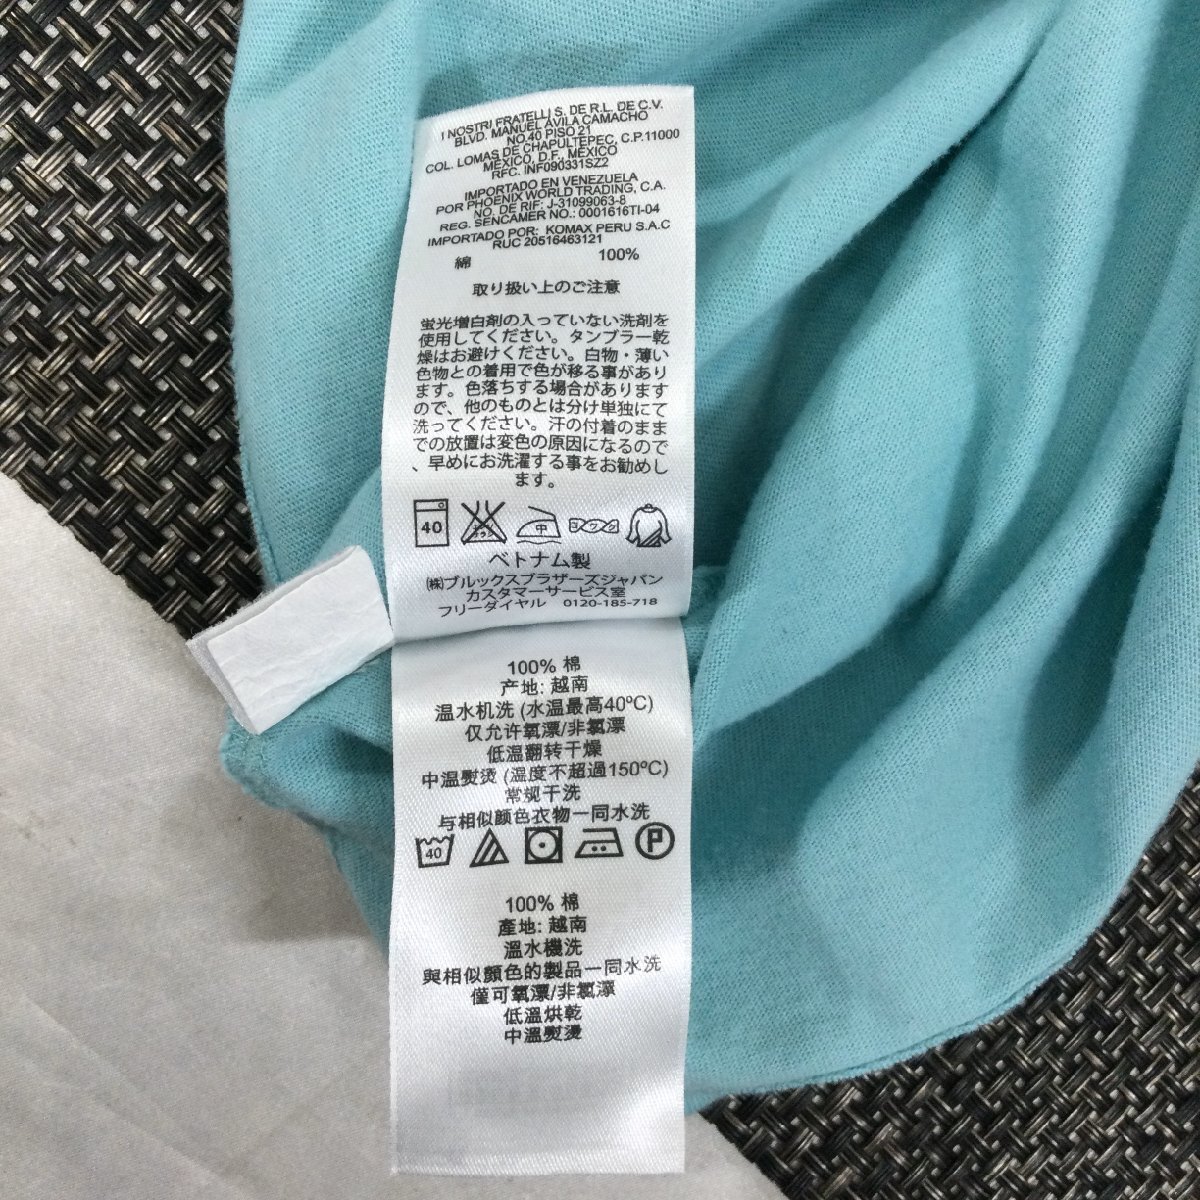 I NOSTRI FRATELLI S. DE R.L. DE C.V.
BLVD. MANUEL AVILA CAMACHO
NO.40 PISO 21
COL. LOMAS DE CHAPULTEPEC, C.P.11000
MÉXICO, D.F. MÉXICO
RFC. INF090331SZ2
IMPORTADO EN VENEZUELA
POR PHOENIX WORLD TRADING, C.A.
NO. DE RIF: J-31099063-8
REG. SENCAMER NO.: 0001616TI-04
IMPORTADO POR: KOMAX PERU S.A.C
RUC 20516463121
綿 100%
取り扱い上のご注意
蛍光増白剤の入っていない洗剤を
使用してください。タンブラー乾
燥はお避けください。白物・薄い
色物との着用で色が移る事があり
ます。色落ちする場合があります
ので、他のものとは分け単独にて
洗ってください。汗の付着のまま
での放置は変色の原因になるので
、早めにお洗濯する事をお勧めし
ます。
40 中 ヨワク
ベトナム製
㈱ブルックスブラザーズジャパン
カスタマーサービス室
フリーダイヤル 0120-185-718
100% 棉
产地: 越南
温水机洗 (水温最高40ºC)
仅允许氧漂/非氯漂
低温翻转干燥
中温熨烫 (温度不超過150ºC)
常规干洗
与相似颜色衣物一同水洗
40 P
100% 棉
產地: 越南
溫水機洗
與相似顏色的製品一同水洗
僅可氧漂/非氯漂
低溫烘乾
中溫熨燙